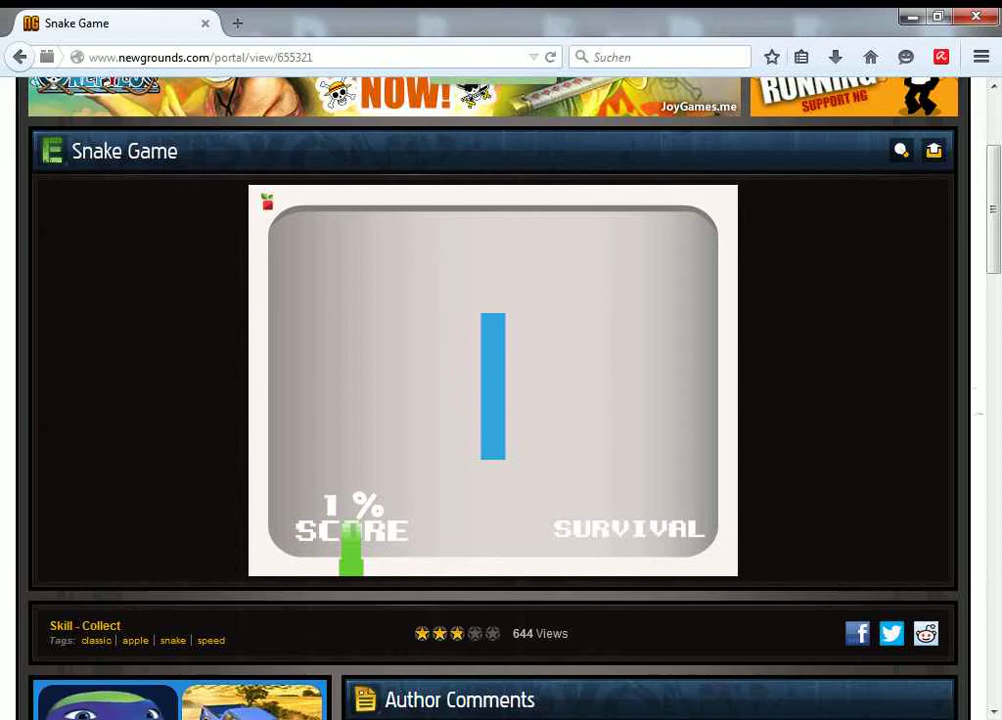 Snake Game
www.newgrounds.com/portal/view/655321
Suchen
NOW!
JoyGames.me
RUNNING
SUPPORT NG
Snake Game
1 %
SCORE
SURVIVAL
Skill - Collect
Tags: classic | apple | snake | speed
644 Views
Author Comments